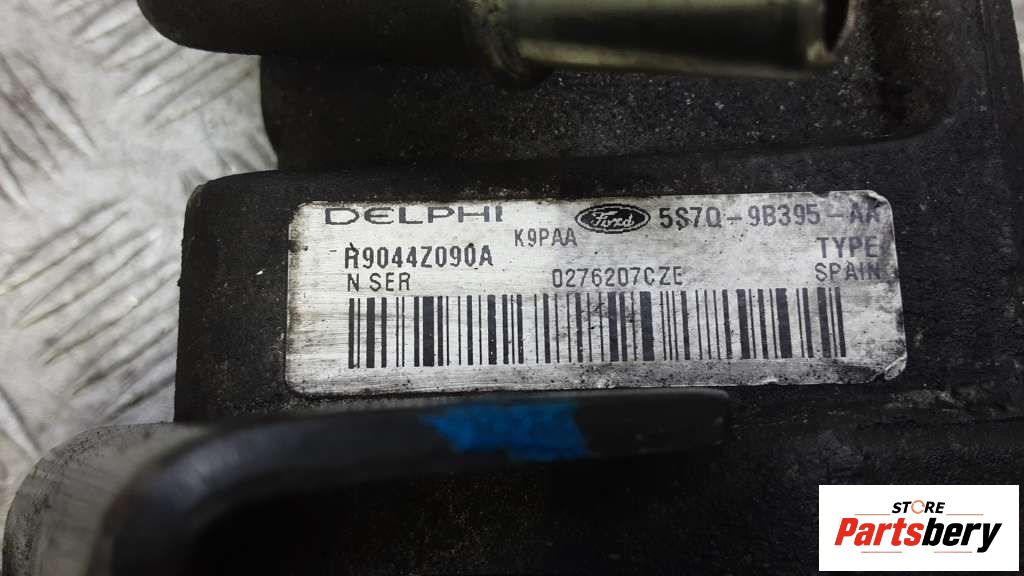 DELPHI Ford 5S7Q-9B395-AA
K9PAA TYPE
R9044Z090A
N SER 0276207CZE SPAIN
STORE
Partsbery